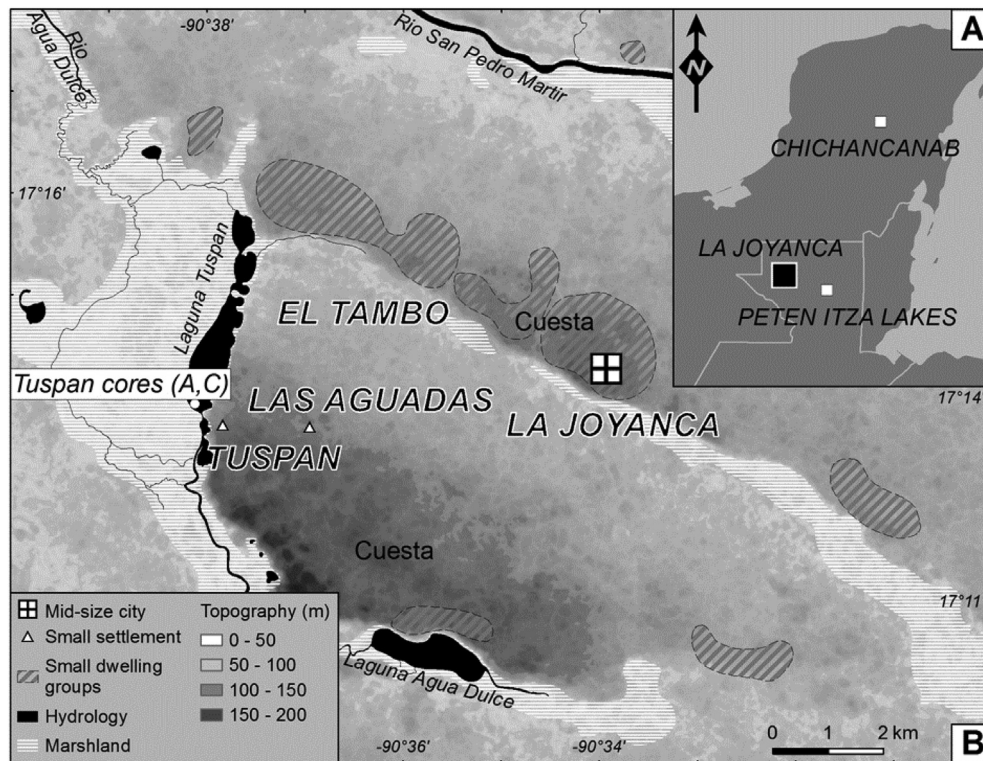 -90°38'
A
Rio
Agua Dulce
Rio San Pedro Martir
N
CHICHANCANAB
17°16'
LA JOYANCA
PETEN ITZA LAKES
Laguna Tuspan
EL TAMBO
Cuesta
Tuspan cores (A,C)
17°14'
LAS AGUADAS
LA JOYANCA
TUSPAN
Cuesta
17°11
Mid-size city
Small settlement
Small dwelling
groups
Hydrology
Marshland
Topography (m)
0 - 50
50 - 100
100 - 150
150 - 200
Laguna Agua Dulce
-90°36'
-90°34'
0 1 2 km
B